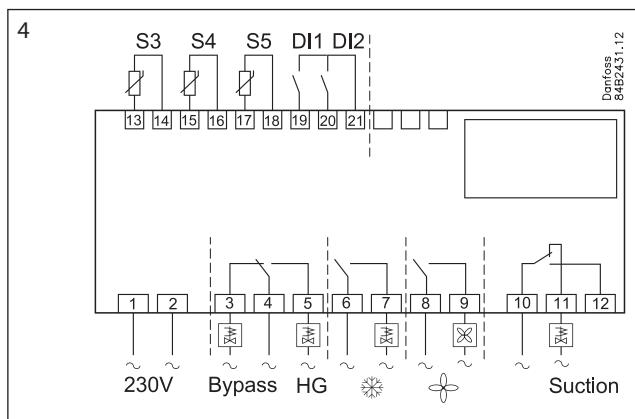 4
S3 S4 S5 DI1 DI2
Danfoss
84B2431.12
13 14 15 16 17 18 19 20 21
1 2 3 4 5 6 7 8 9 10 11 12
230V Bypass HG Suction